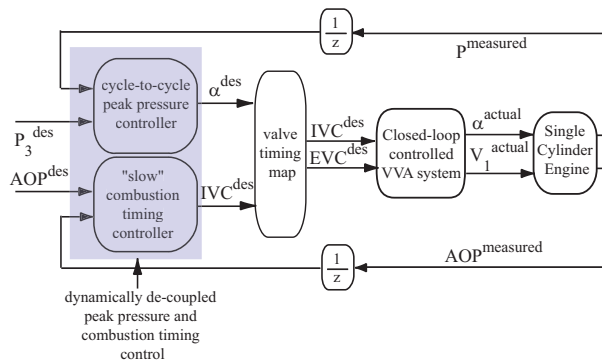 1
z
P^measured
cycle-to-cycle
peak pressure
controller
α^des
P_3^des
AOP^des
"slow"
combustion
timing
controller
IVC^des
valve
timing
map
IVC^des
EVC^des
Closed-loop
controlled
VVA system
α^actual
V_1^actual
Single
Cylinder
Engine
1
z
AOP^measured
dynamically de-coupled
peak pressure and
combustion timing
control